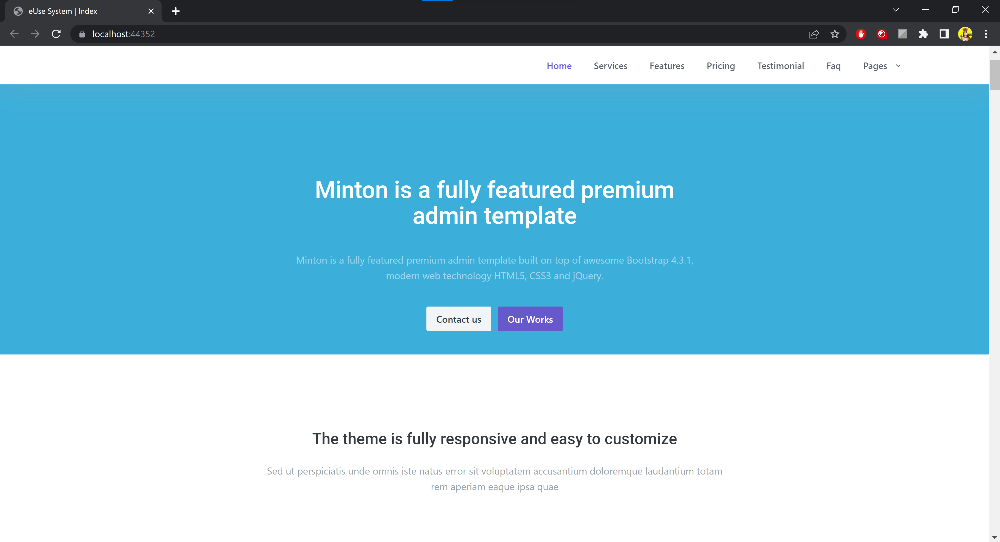 eUse System | Index
localhost:44352
Home Services Features Pricing Testimonial Faq Pages
Minton is a fully featured premium
admin template
Minton is a fully featured premium admin template built on top of awesome Bootstrap 4.3.1,
modern web technology HTML5, CSS3 and jQuery.
Contact us Our Works
The theme is fully responsive and easy to customize
Sed ut perspiciatis unde omnis iste natus error sit voluptatem accusantium doloremque laudantium totam
rem aperiam eaque ipsa quae